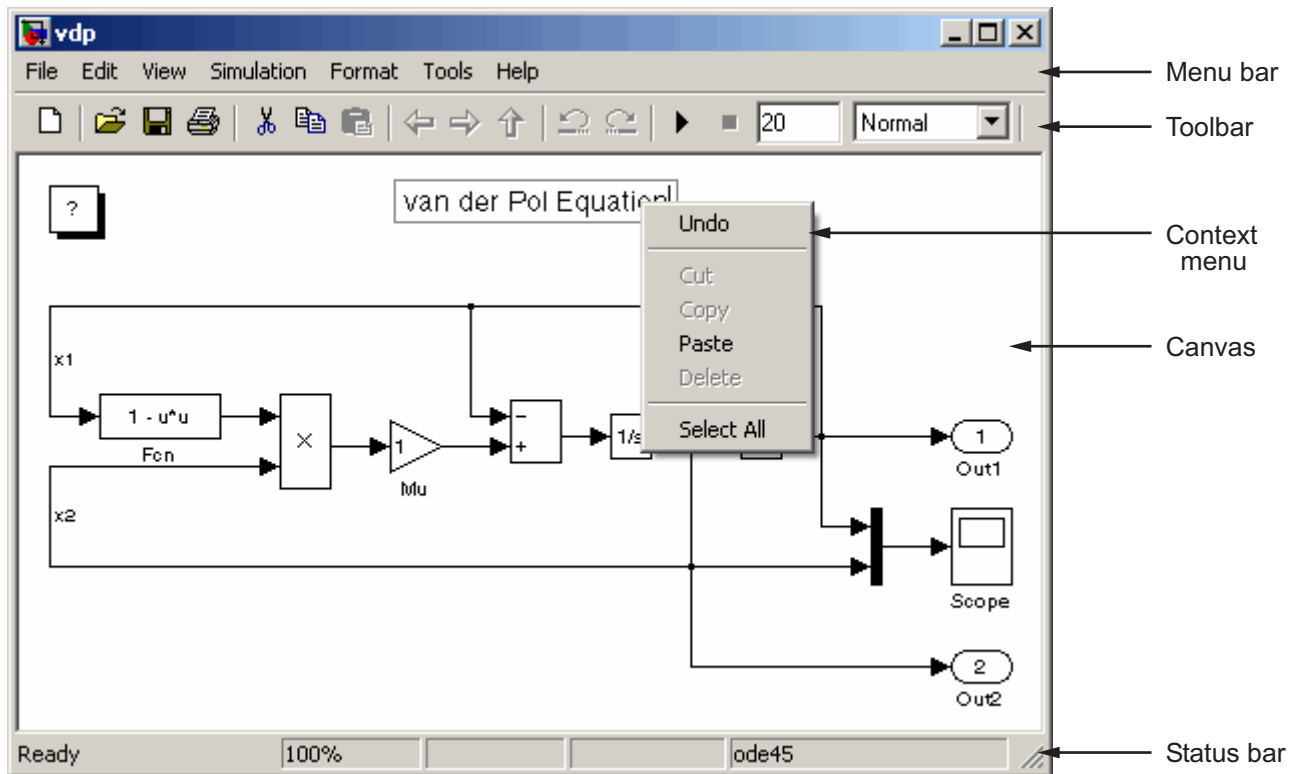 vdp
File Edit View Simulation Format Tools Help
Menu bar
20 Normal
Toolbar
?
van der Pol Equation
Undo
Context
menu
Cut
Copy
Paste
Canvas
x1
Delete
Select All
1 - u*u
Fcn
×
1
Mu
−
+
1/s
1
Out1
x2
Scope
2
Out2
Ready 100% ode45
Status bar